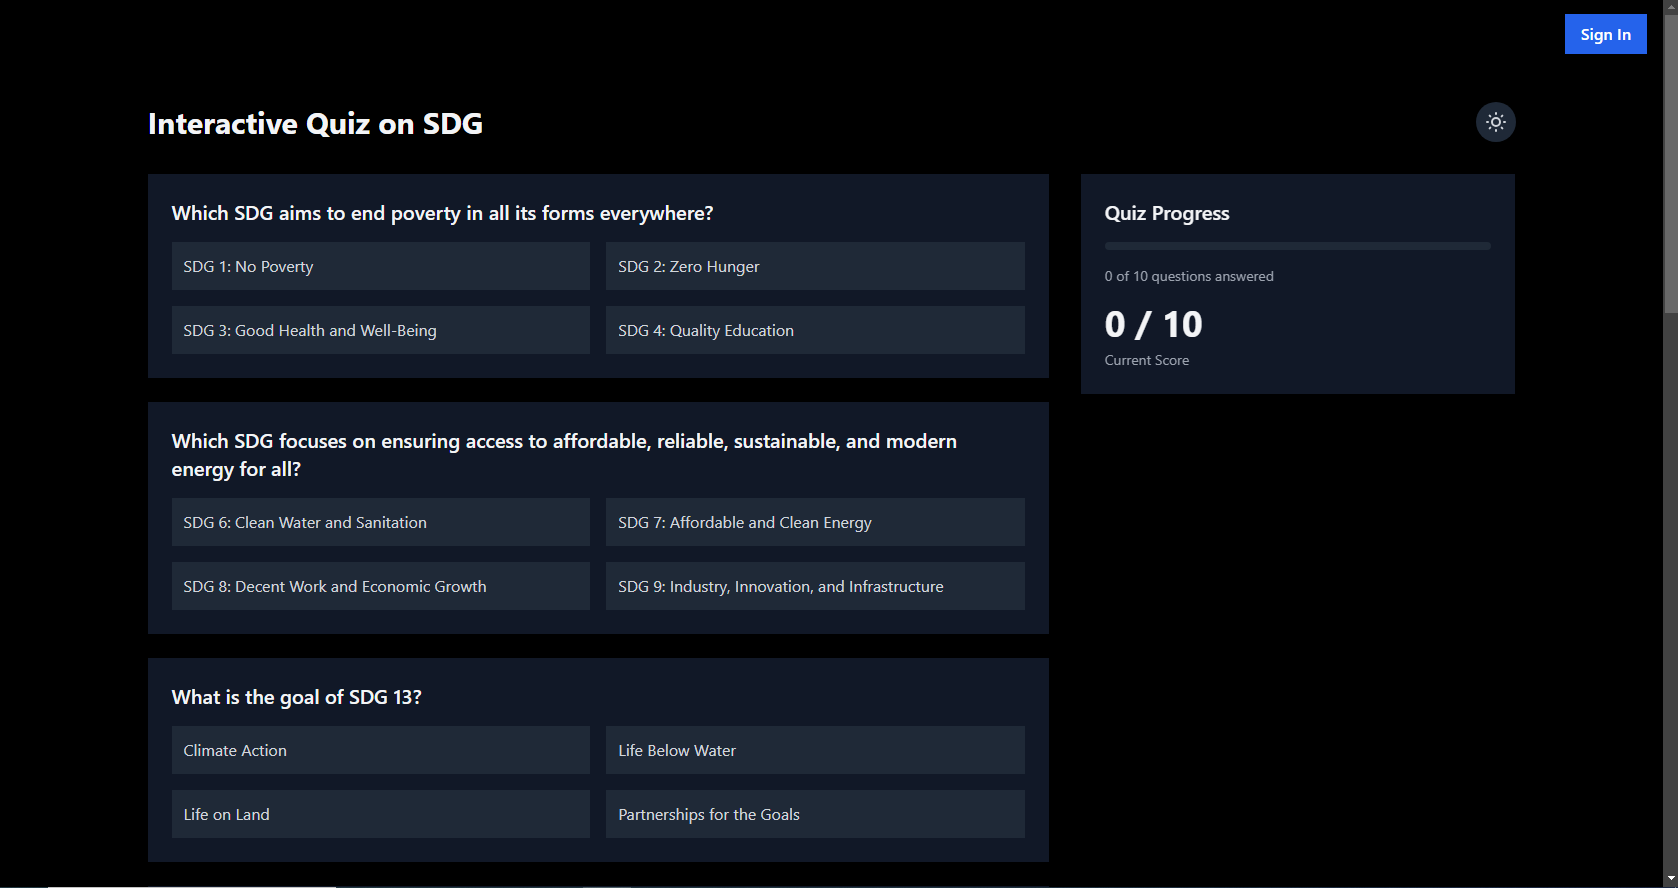 Sign In
Interactive Quiz on SDG
Which SDG aims to end poverty in all its forms everywhere?
SDG 1: No Poverty
SDG 2: Zero Hunger
SDG 3: Good Health and Well-Being
SDG 4: Quality Education
Which SDG focuses on ensuring access to affordable, reliable, sustainable, and modern
energy for all?
SDG 6: Clean Water and Sanitation
SDG 7: Affordable and Clean Energy
SDG 8: Decent Work and Economic Growth
SDG 9: Industry, Innovation, and Infrastructure
What is the goal of SDG 13?
Climate Action
Life Below Water
Life on Land
Partnerships for the Goals
Quiz Progress
0 of 10 questions answered
0 / 10
Current Score